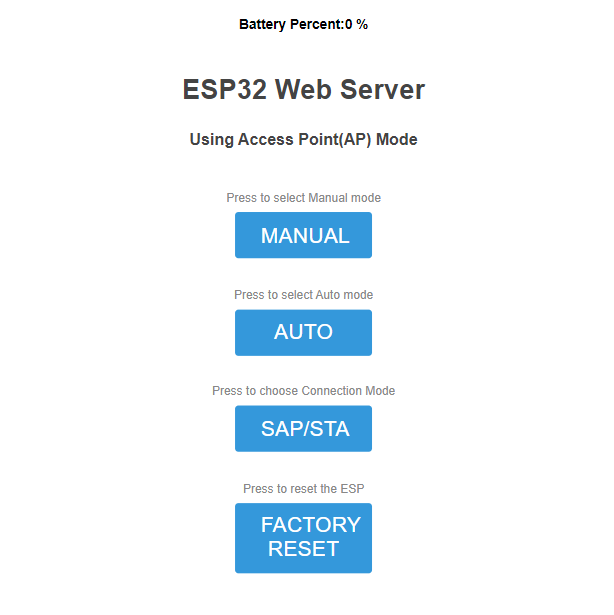 Battery Percent:0 %
ESP32 Web Server
Using Access Point(AP) Mode
Press to select Manual mode
MANUAL
Press to select Auto mode
AUTO
Press to choose Connection Mode
SAP/STA
Press to reset the ESP
FACTORY
RESET